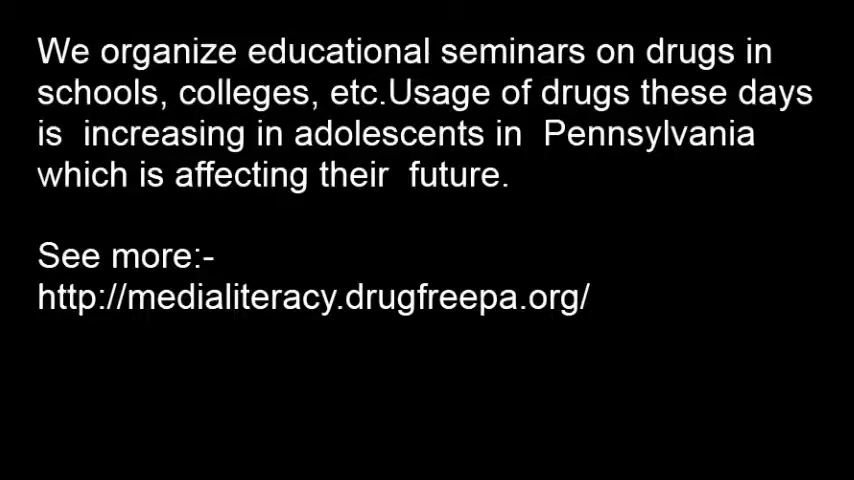 We organize educational seminars on drugs in
schools, colleges, etc.Usage of drugs these days
is  increasing in adolescents in  Pennsylvania
which is affecting their  future.
See more:-
http://medialiteracy.drugfreepa.org/